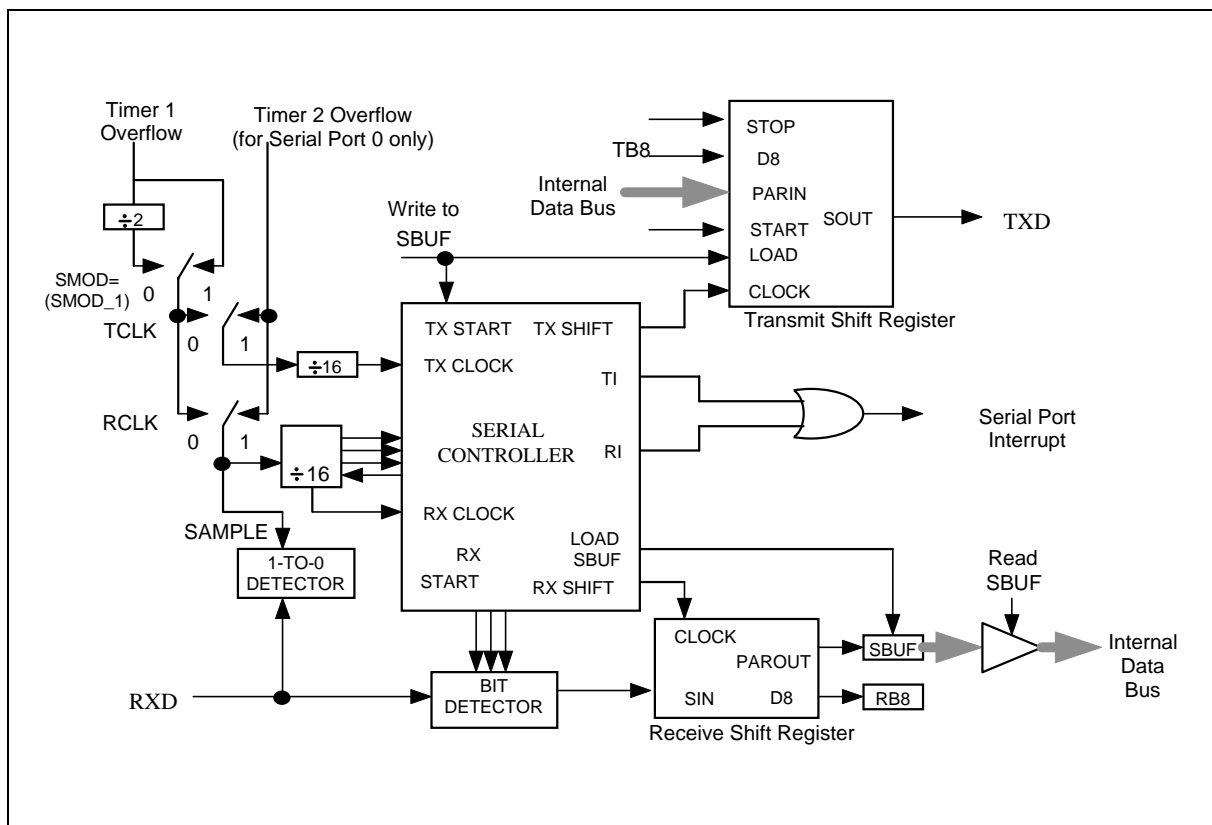 Timer 1
Overflow
Timer 2 Overflow
(for Serial Port 0 only)
÷2
SMOD=
(SMOD_1)
0
1
TCLK
0
1
÷16
RCLK
0
1
÷16
SAMPLE
1-TO-0
DETECTOR
RXD
Write to
SBUF
TX START
TX SHIFT
TX CLOCK
TI
SERIAL
CONTROLLER
RI
RX CLOCK
LOAD
SBUF
RX
START
RX SHIFT
BIT
DETECTOR
TB8
Internal
Data Bus
STOP
D8
PARIN
SOUT
START
LOAD
CLOCK
Transmit Shift Register
TXD
Serial Port
Interrupt
CLOCK
PAROUT
SIN
D8
Receive Shift Register
SBUF
RB8
Read
SBUF
Internal
Data
Bus